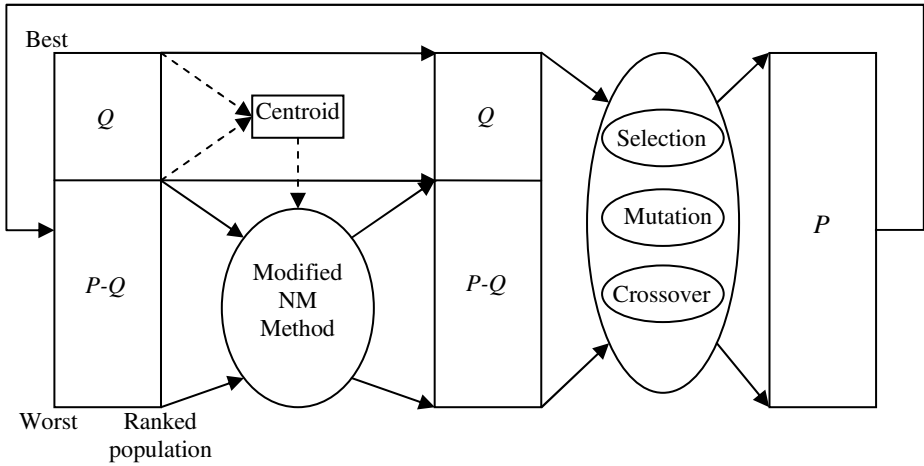 Best
Q
Centroid
Q
Selection
Mutation
Crossover
P
P-Q
Modified
NM
Method
P-Q
Worst
Ranked
population